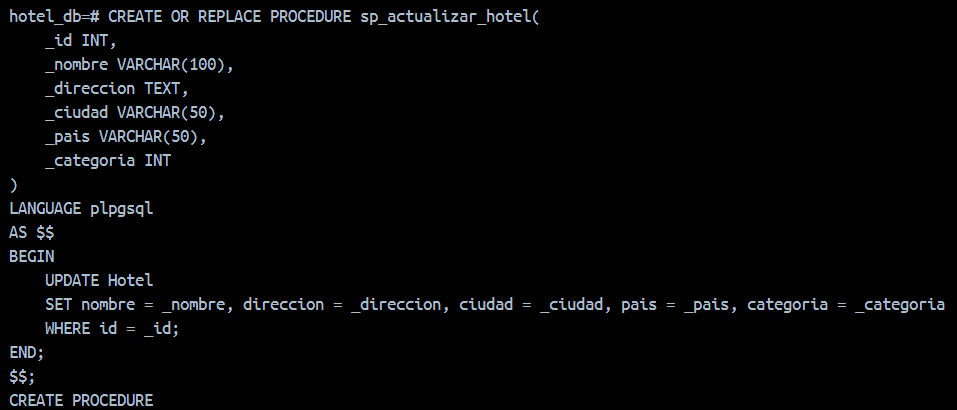 hotel_db=# CREATE OR REPLACE PROCEDURE sp_actualizar_hotel(
    _id INT,
    _nombre VARCHAR(100),
    _direccion TEXT,
    _ciudad VARCHAR(50),
    _pais VARCHAR(50),
    _categoria INT
)
LANGUAGE plpgsql
AS $$
BEGIN
    UPDATE Hotel
    SET nombre = _nombre, direccion = _direccion, ciudad = _ciudad, pais = _pais, categoria = _categoria
    WHERE id = _id;
END;
$$;
CREATE PROCEDURE